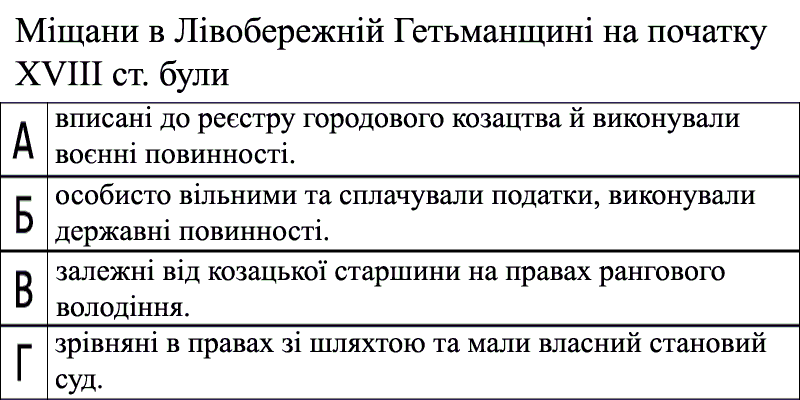 Міщани в Лівобережній Гетьманщині на початку
XVIII ст. були
А
вписані до реєстру городового козацтва й виконували
воєнні повинності.
Б
особисто вільними та сплачували податки, виконували
державні повинності.
В
залежні від козацької старшини на правах рангового
володіння.
Г
зрівняні в правах зі шляхтою та мали власний становий
суд.